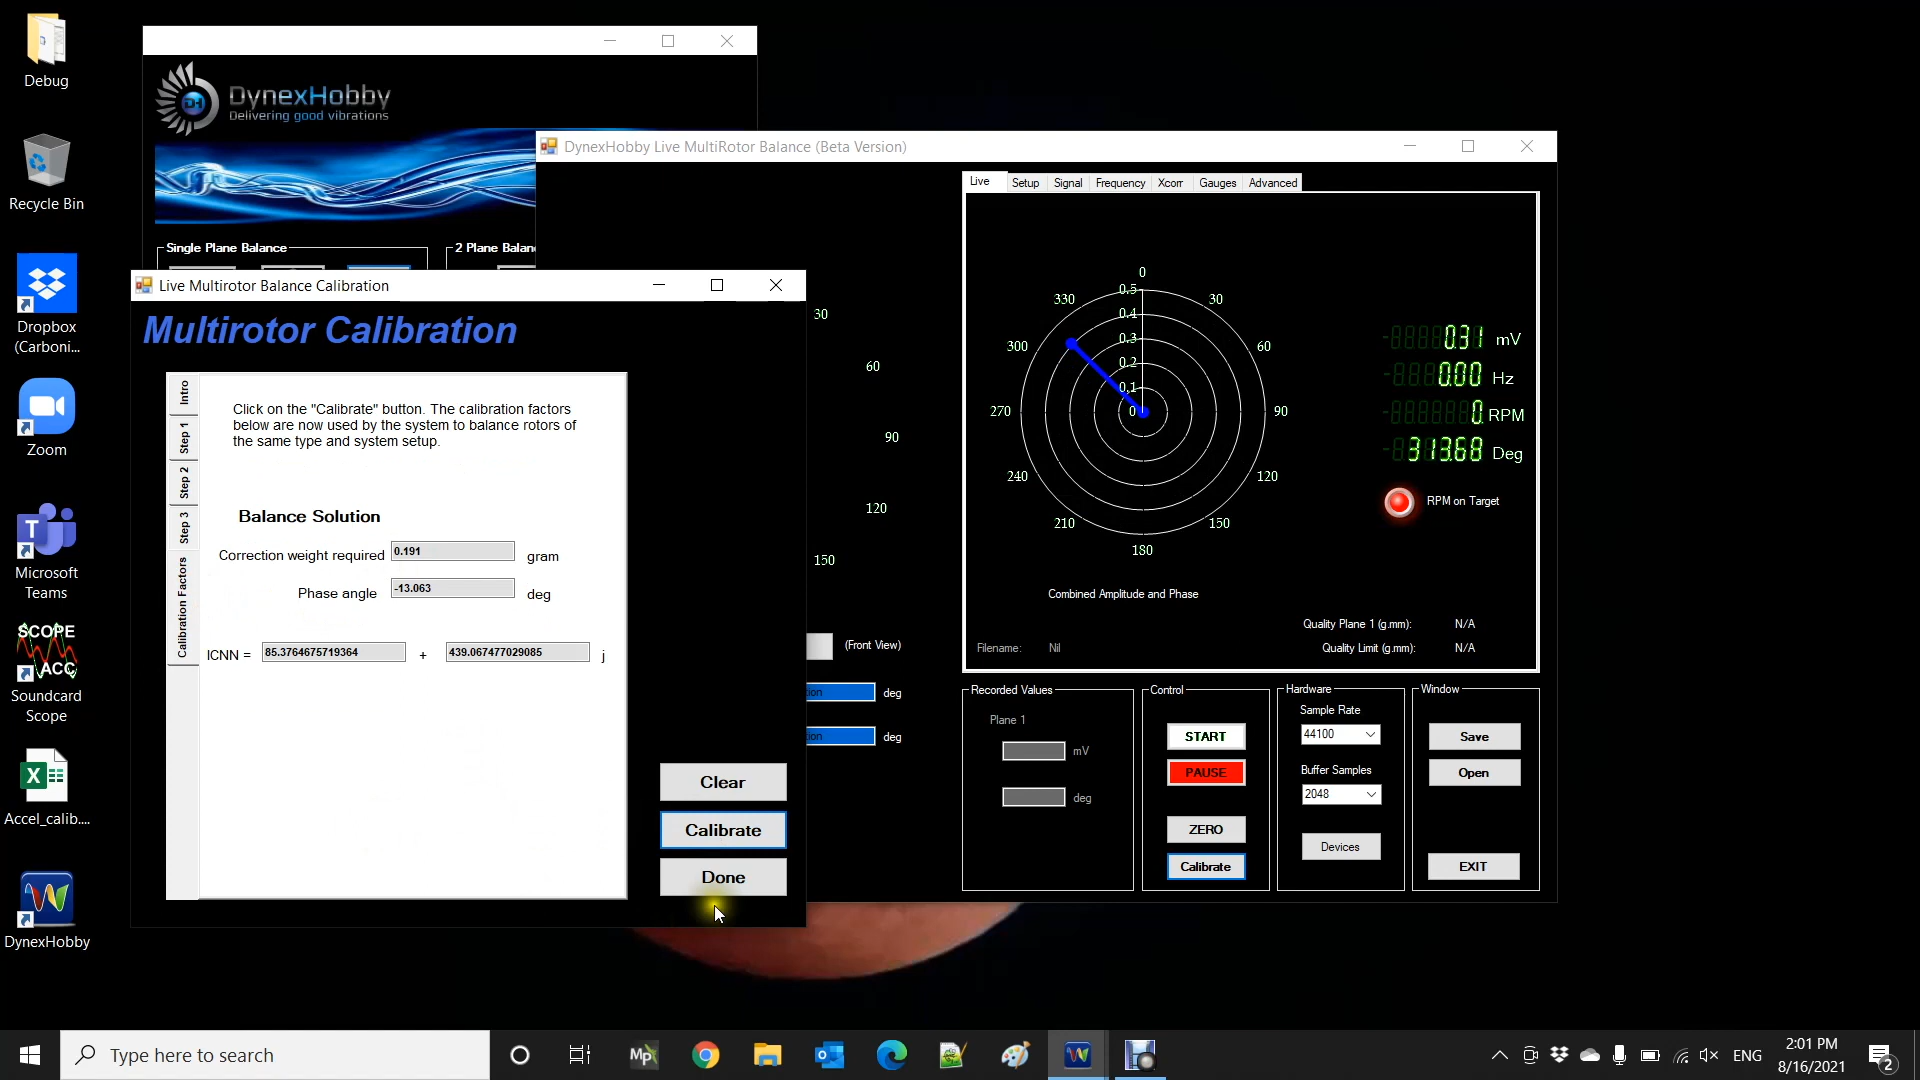 Debug
Recycle Bin
Dropbox
(Carboni...
Zoom
Microsoft
Teams
SCOPE
ACC
Soundcard
Scope
Accel_calib....
DynexHobby
DynexHobby
Delivering good vibrations
Single Plane Balance
2 Plane Balan
DynexHobby Live MultiRotor Balance (Beta Version)
Live Setup Signal Frequency Xcorr Gauges Advanced
Live Multirotor Balance Calibration
Multirotor Calibration
Intro
Step 1
Step 2
Step 3
Calibration Factors
Click on the "Calibrate" button. The calibration factors
below are now used by the system to balance rotors of
the same type and system setup.
Balance Solution
Correction weight required 0.191 gram
Phase angle -13.063 deg
ICNN = 85.3764675719364 + 439.067477029085 j
Clear
Calibrate
Done
30
60
90
120
150
(Front View)
deg
deg
0
30
60
90
120
150
180
210
240
270
300
330
0.5
0.4
0.3
0.2
0.1
0
0.31 mV
0.00 Hz
0 RPM
313.68 Deg
RPM on Target
Combined Amplitude and Phase
Quality Plane 1 (g.mm): N/A
Filename: Nil
Quality Limit (g.mm): N/A
Recorded Values
Plane 1
mV
deg
Control
START
PAUSE
ZERO
Calibrate
Hardware
Sample Rate
44100
Buffer Samples
2048
Devices
Window
Save
Open
EXIT
Type here to search
Mp
ENG
2:01 PM
8/16/2021
2